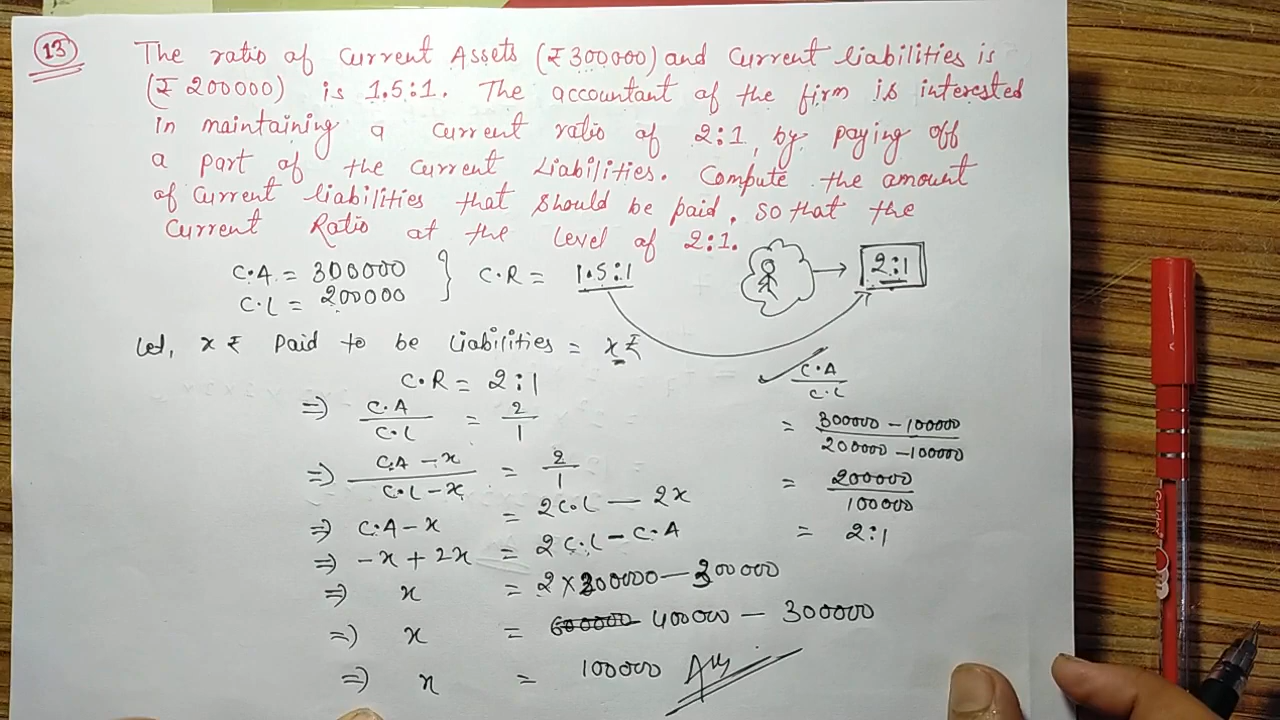 13
The ratio of Current Assets (₹300000) and Current liabilities is
(₹ 200000) is 1.5:1. The accountant of the firm is interested
in maintaining a current ratio of 2:1, by paying off
a part of the current Liabilities. Compute the amount
of Current liabilities that should be paid, so that the
Current Ratio at the level of 2:1.
C.A = 300000
C.L = 200000
} C.R = 1.5:1
2:1
Let, x ₹ Paid to be Liabilities = x₹
C.R = 2:1
=) C.A / C.L = 2/1
=) C.A - x / C.L - x = 2/1
=) C.A - x = 2C.L - 2x
=) -x + 2x = 2C.L - C.A
=) x = 2 x 200000 - 300000
=) x = 600000 400000 - 300000
=) x = 100000 Ans
C.A / C.L
= 300000 - 100000 / 200000 - 100000
= 200000 / 100000
= 2:1